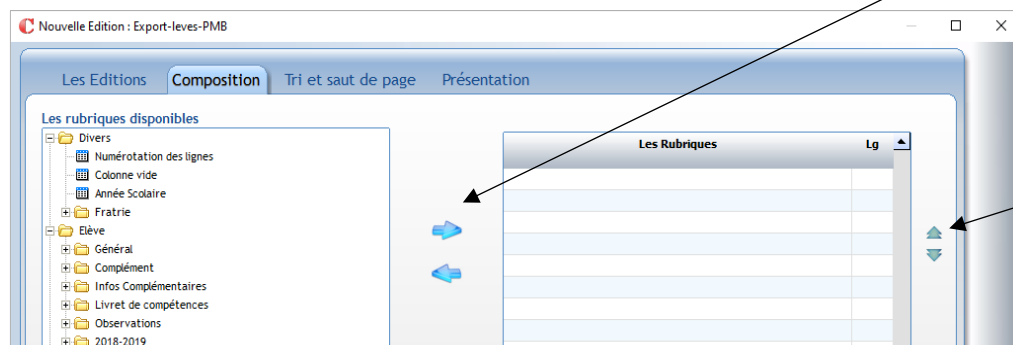 Nouvelle Edition : Export-leves-PMB
Les Editions Composition Tri et saut de page Présentation
Les rubriques disponibles
Divers
Numérotation des lignes
Colonne vide
Année Scolaire
Fratrie
Elève
Général
Complément
Infos Complémentaires
Livret de compétences
Observations
2018-2019
Les Rubriques Lg